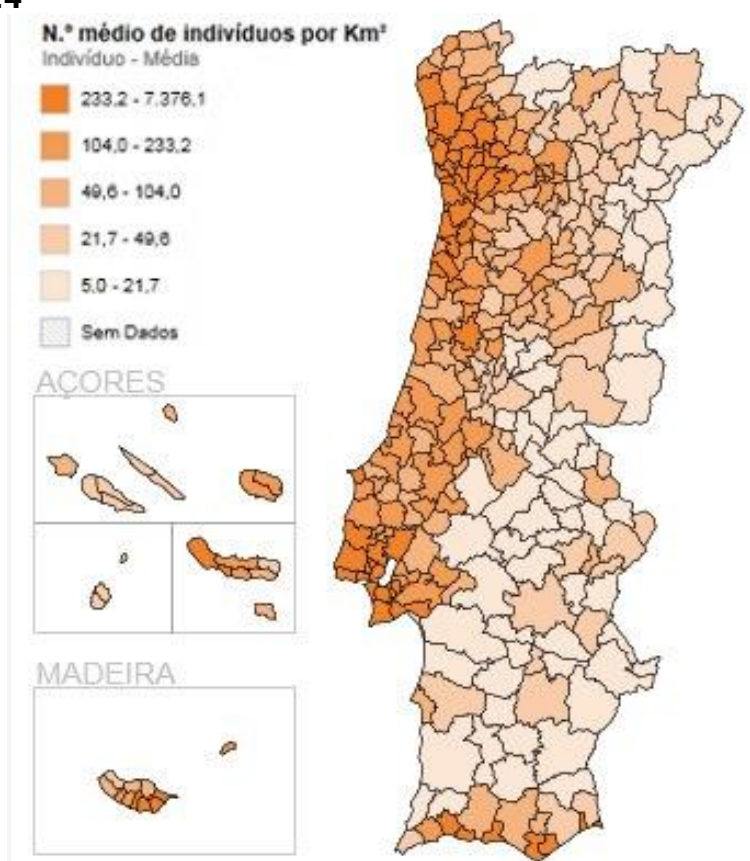 N.º médio de indivíduos por Km²
Indivíduo - Média
233,2 - 7.376,1
104,0 - 233,2
49,6 - 104,0
21,7 - 49,6
5,0 - 21,7
Sem Dados
AÇORES
MADEIRA